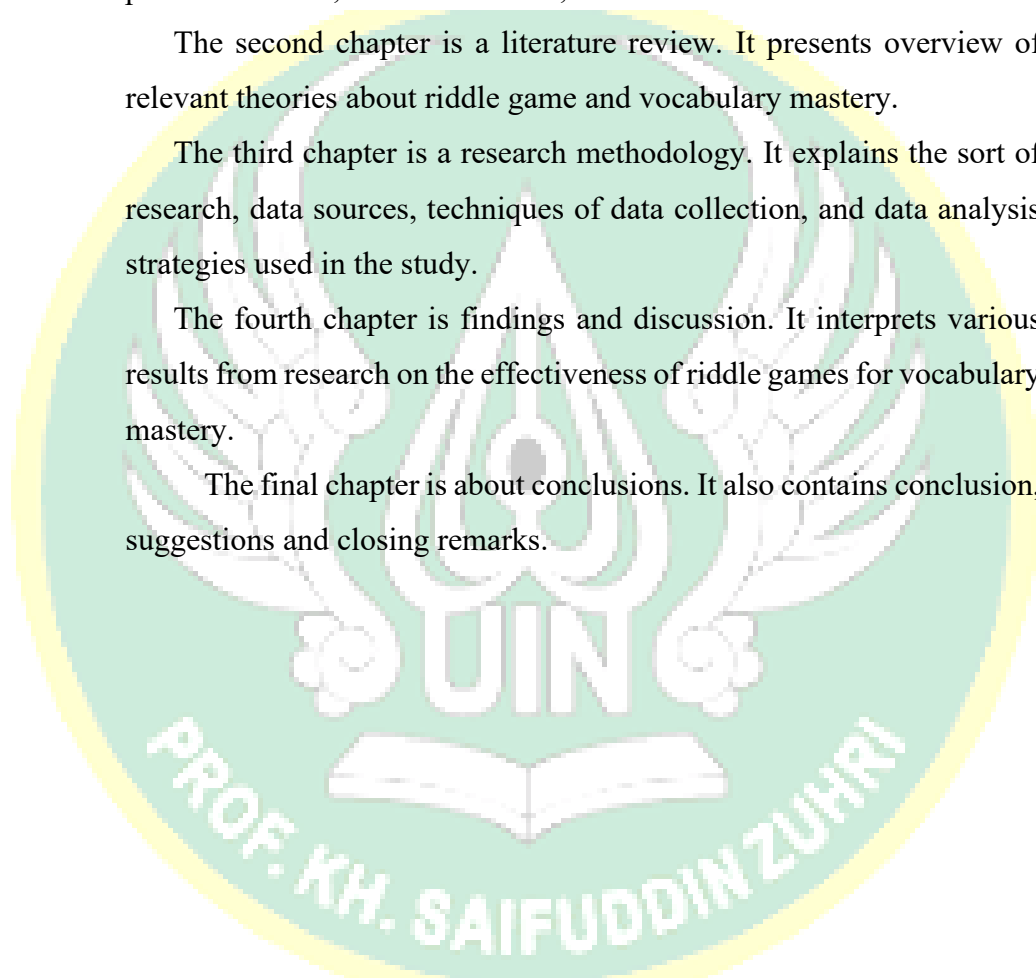 The second chapter is a literature review. It presents overview of
relevant theories about riddle game and vocabulary mastery.
The third chapter is a research methodology. It explains the sort of
research, data sources, techniques of data collection, and data analysis
strategies used in the study.
The fourth chapter is findings and discussion. It interprets various
results from research on the effectiveness of riddle games for vocabulary
mastery.
The final chapter is about conclusions. It also contains conclusion,
suggestions and closing remarks.
UIN
PROF. KH. SAIFUDDIN ZUHRI